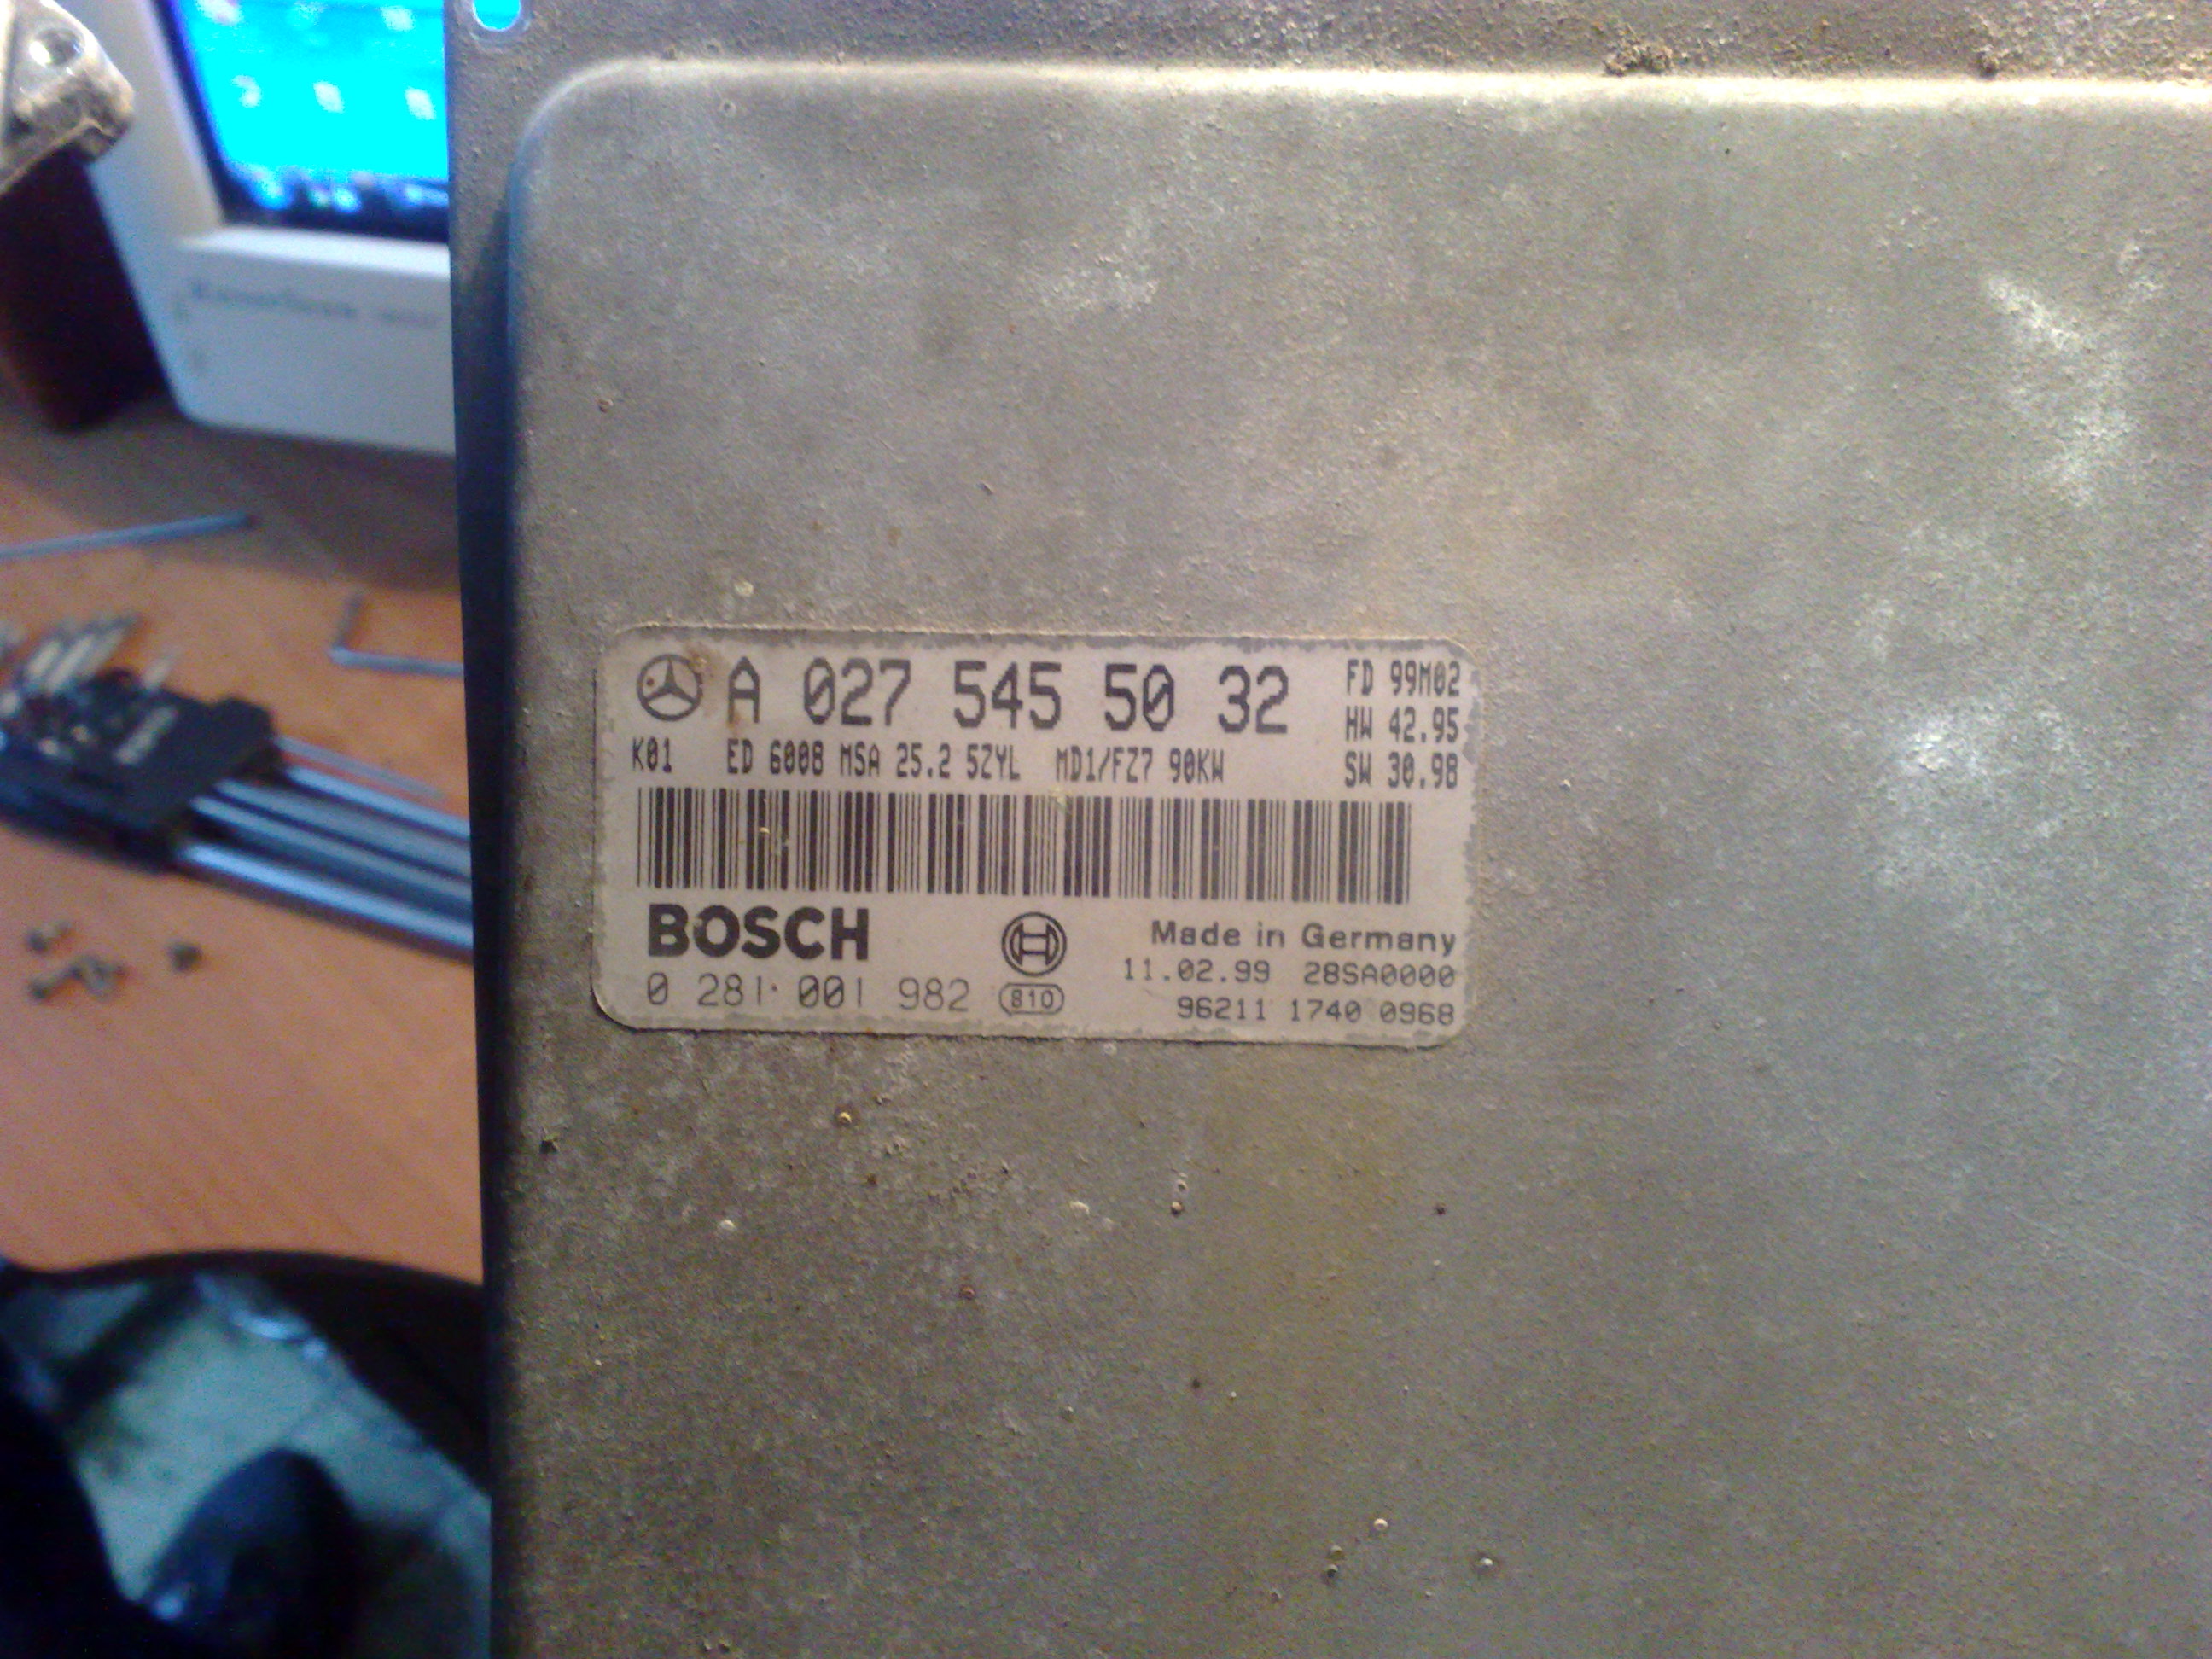 A 027 545 50 32
FD 99M02
HW 42.95
SW 30.98
K01 ED 6008 MSA 25.2 5ZYL MD1/FZ7 90KW
BOSCH
Made in Germany
11.02.99 28SA0000
0 281 001 982 810
96211 1740 0968